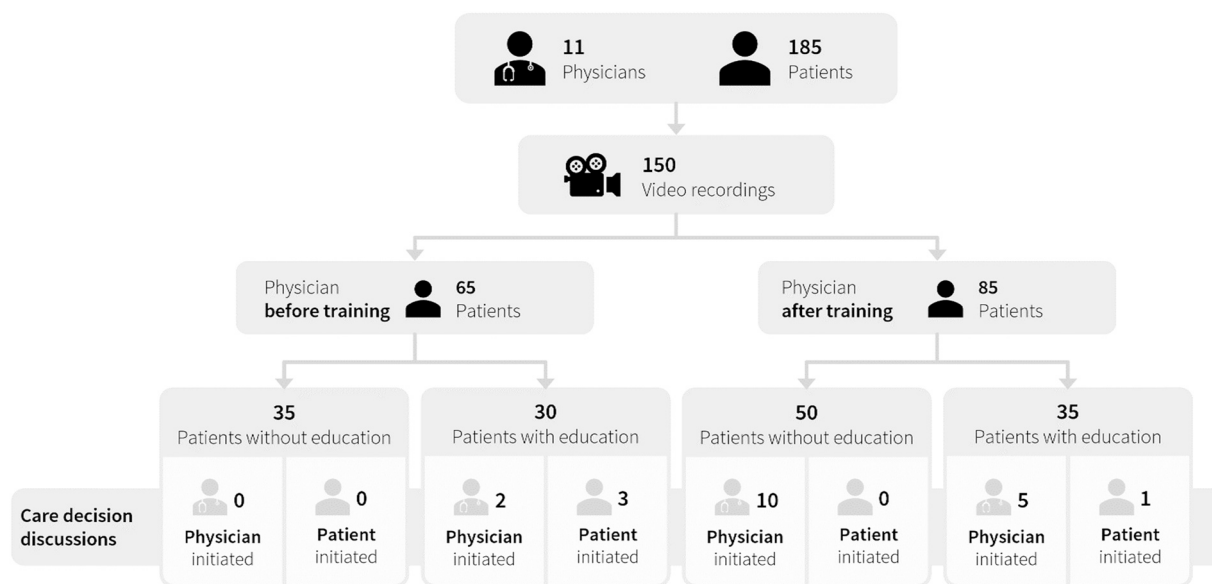 11
Physicians
185
Patients
150
Video recordings
Physician
before training
65
Patients
Physician
after training
85
Patients
35
Patients without education
30
Patients with education
50
Patients without education
35
Patients with education
Care decision
discussions
0
Physician
initiated
0
Patient
initiated
2
Physician
initiated
3
Patient
initiated
10
Physician
initiated
0
Patient
initiated
5
Physician
initiated
1
Patient
initiated